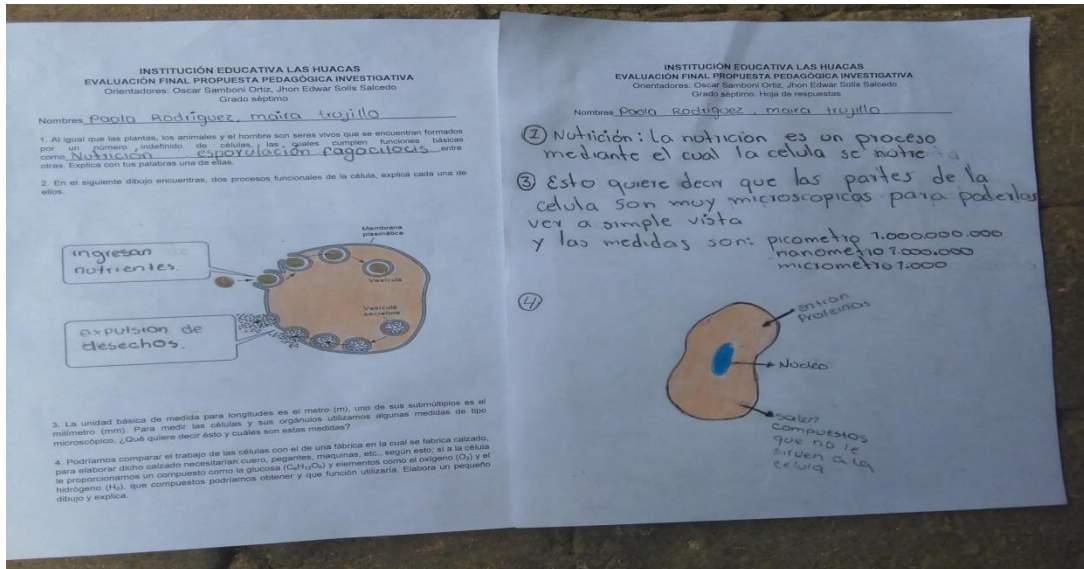 INSTITUCIÓN EDUCATIVA LAS HUACAS
EVALUACIÓN FINAL PROPUESTA PEDAGÓGICA INVESTIGATIVA
Orientadores: Oscar Samboni Ortiz, Jhon Edwar Solis Salcedo
Grado séptimo
Nombres Paola Rodriguez, maira trujillo
1. Al igual que las plantas, los animales y el hombre son seres vivos que se encuentran formados
por un número indefinido de células, las quales cumplen funciones básicas
como Nutrición esporulación fagocitocis entre
otras. Explica con tus palabras una de ellas.
2. En el siguiente dibujo encuentras, dos procesos funcionales de la célula, explica cada una de
ellos.
ingresan
nutrientes.
Membrana
plasmática
Vesícula
expulsion de
desechos.
Vesícula
secretora
3. La unidad básica de medida para longitudes es el metro (m), uno de sus submúltiplos es el
milímetro (mm). Para medir las células y sus orgánulos utilizamos algunas medidas de tipo
microscópico, ¿Qué quiere decir ésto y cuáles son estas medidas?
4. Podríamos comparar el trabajo de las células con el de una fábrica en la cual se fabrica calzado,
para elaborar dicho calzado necesitarían cuero, pegantes, maquinas, etc., según esto, si a la célula
le proporcionamos un compuesto como la glucosa (C₆H₁₂O₆) y elementos como el oxígeno (O₂) y el
hidrógeno (H₂), que compuestos podríamos obtener y que función utilizaría. Elabora un pequeño
dibujo y explica.
INSTITUCIÓN EDUCATIVA LAS HUACAS
EVALUACIÓN FINAL PROPUESTA PEDAGÓGICA INVESTIGATIVA
Orientadores: Oscar Samboni Ortiz, Jhon Edwar Solis Salcedo
Grado séptimo. Hoja de respuestas
Nombres Paola Rodriguez, maira trujillo
① Nutrición: la notrición es un proceso
mediante el cual la celula se notre
③ Esto quiere decir que las partes de la
celula son muy microscopicas para poderlas
ver a simple vista
y las medidas son: picometro 1.000.000.000
nanometro 1.000.000
micrometro 1.000
④
entran
proteinas
Nucleo
salen
compuestos
que no le
sirven a la
celula